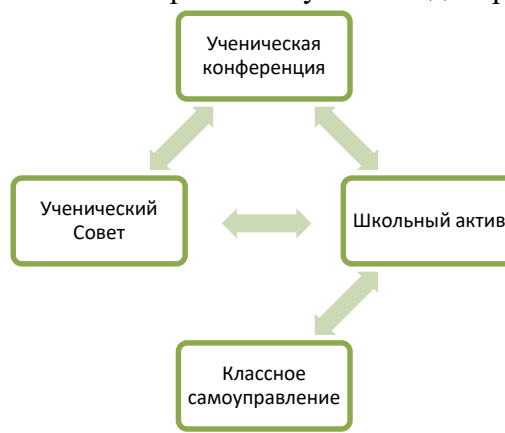 Ученическая
конференция
Ученический
Совет
Школьный актив
Классное
самоуправление